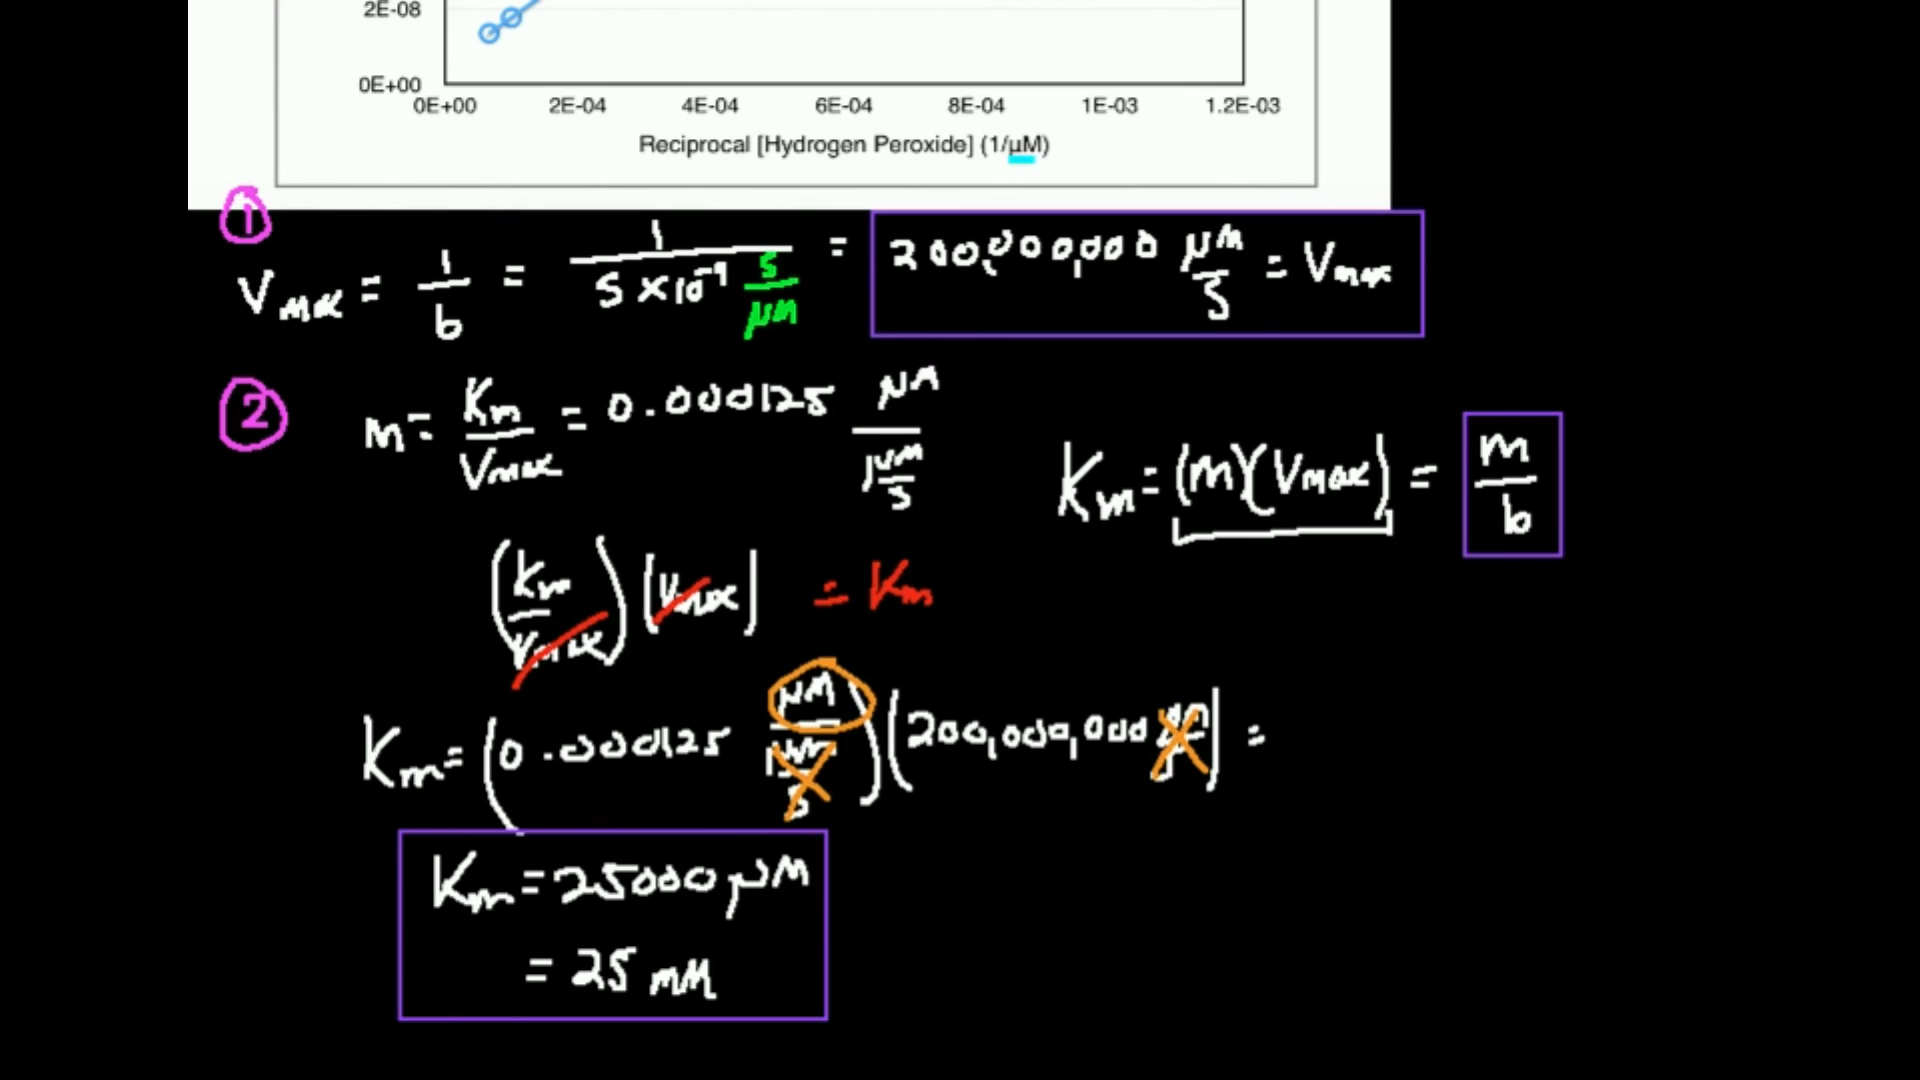 2E-08
0E+00
0E+00 2E-04 4E-04 6E-04 8E-04 1E-03 1.2E-03
Reciprocal [Hydrogen Peroxide] (1/µM)
①
Vmax = 1/b = 1/(5 x 10⁻⁹ s/µM) = 200,000,000 µM/s = Vmax
②
m = Km/Vmax = 0.000125 µM/(µM/s)
Km = (m)(Vmax) = m/b
(Km/Vmax)(Vmax) = Km
Km = (0.000125 µM/(µM/s))(200,000,000 µM/s) =
Km = 25000 µM
= 25 mM